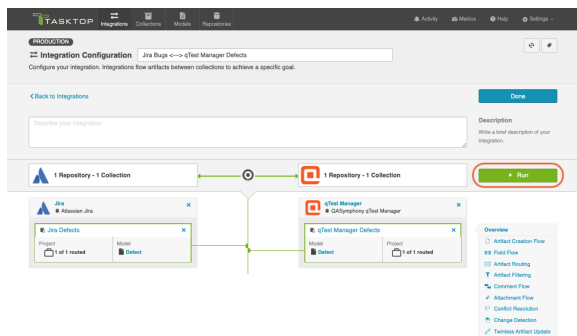 TASKTOP
Integrations
Collections
Models
Repositories
Activity
Metrics
Help
Settings
PRODUCTION
Integration Configuration
Jira Bugs <--> qTest Manager Defects
Configure your integration. Integrations flow artifacts between collections to achieve a specific goal.
Back to Integrations
Done
Describe your Integration
Description
Write a brief description of your
integration.
1 Repository - 1 Collection
1 Repository - 1 Collection
Run
Jira
Atlassian Jira
Jira Defects
Project
1 of 1 routed
Model
Defect
qTest Manager
QASymphony qTest Manager
qTest Manager Defects
Model
Defect
Project
1 of 1 routed
Overview
Artifact Creation Flow
Field Flow
Artifact Routing
Artifact Filtering
Comment Flow
Attachment Flow
Conflict Resolution
Change Detection
Twinless Artifact Update